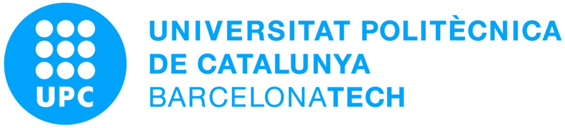 UPC
UNIVERSITAT POLITÈCNICA
DE CATALUNYA
BARCELONATECH